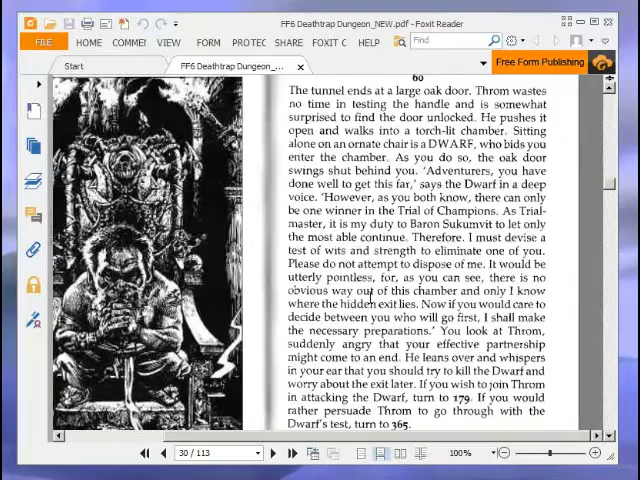 FF6 Deathtrap Dungeon_NEW.pdf - Foxit Reader
FILE HOME COMMEI VIEW FORM PROTEC SHARE FOXIT C HELP Find
Start FF6 Deathtrap Dungeon_... Free Form Publishing
60
The tunnel ends at a large oak door. Throm wastes
no time in testing the handle and is somewhat
surprised to find the door unlocked. He pushes it
open and walks into a torch-lit chamber. Sitting
alone on an ornate chair is a DWARF, who bids you
enter the chamber. As you do so, the oak door
swings shut behind you. 'Adventurers, you have
done well to get this far,' says the Dwarf in a deep
voice. 'However, as you both know, there can only
be one winner in the Trial of Champions. As Trial-
master, it is my duty to Baron Sukumvit to let only
the most able continue. Therefore. I must devise a
test of wits and strength to eliminate one of you.
Please do not attempt to dispose of me. It would be
utterly pointless, for, as you can see, there is no
obvious way out of this chamber and only I know
where the hidden exit lies. Now if you would care to
decide between you who will go first, I shall make
the necessary preparations.' You look at Throm,
suddenly angry that your effective partnership
might come to an end. He leans over and whispers
in your ear that you should try to kill the Dwarf and
worry about the exit later. If you wish to join Throm
in attacking the Dwarf, turn to 179. If you would
rather persuade Throm to go through with the
Dwarf's test, turn to 365.
30 / 113 100%